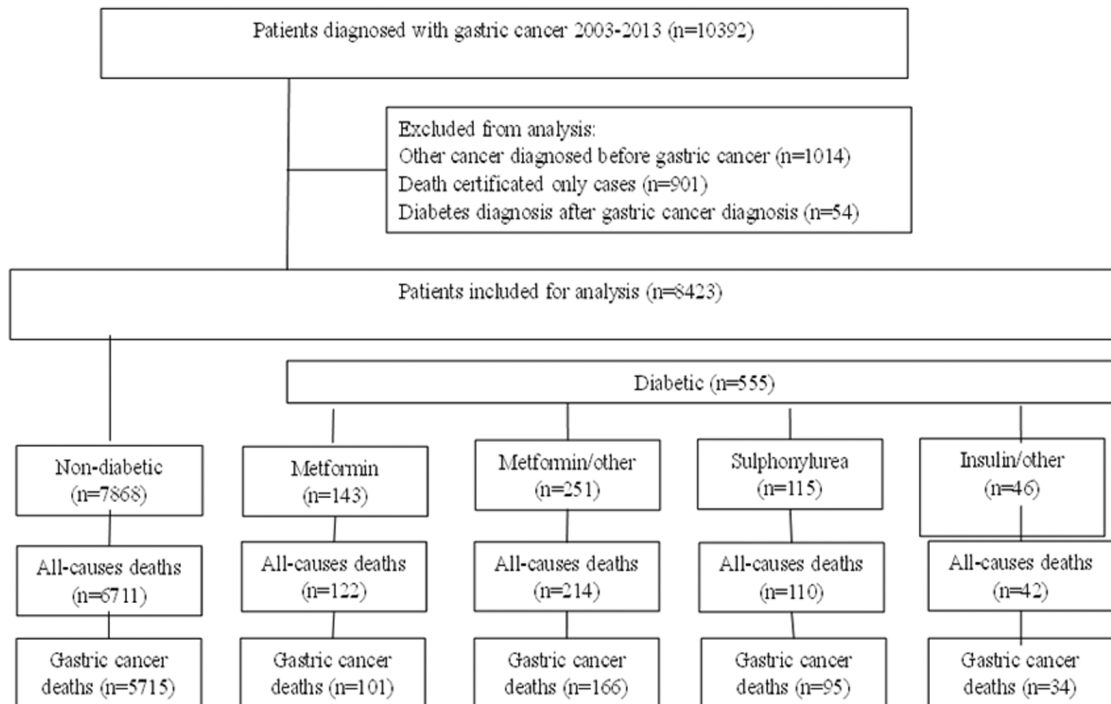 Patients diagnosed with gastric cancer 2003-2013 (n=10392)
Excluded from analysis:
Other cancer diagnosed before gastric cancer (n=1014)
Death certificated only cases (n=901)
Diabetes diagnosis after gastric cancer diagnosis (n=54)
Patients included for analysis (n=8423)
Diabetic (n=555)
Non-diabetic
(n=7868)
Metformin
(n=143)
Metformin/other
(n=251)
Sulphonylurea
(n=115)
Insulin/other
(n=46)
All-causes deaths
(n=6711)
All-causes deaths
(n=122)
All-causes deaths
(n=214)
All-causes deaths
(n=110)
All-causes deaths
(n=42)
Gastric cancer
deaths (n=5715)
Gastric cancer
deaths (n=101)
Gastric cancer
deaths (n=166)
Gastric cancer
deaths (n=95)
Gastric cancer
deaths (n=34)